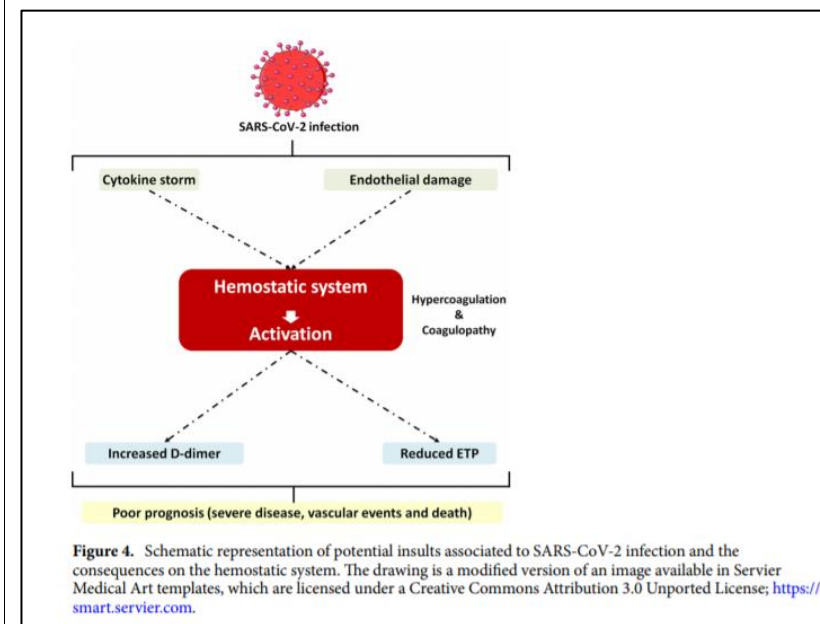 SARS-CoV-2 infection
Cytokine storm
Endothelial damage
Hemostatic system
Activation
Hypercoagulation
&
Coagulopathy
Increased D-dimer
Reduced ETP
Poor prognosis (severe disease, vascular events and death)
Figure 4. Schematic representation of potential insults associated to SARS-CoV-2 infection and the
consequences on the hemostatic system. The drawing is a modified version of an image available in Servier
Medical Art templates, which are licensed under a Creative Commons Attribution 3.0 Unported License; https://
smart.servier.com.